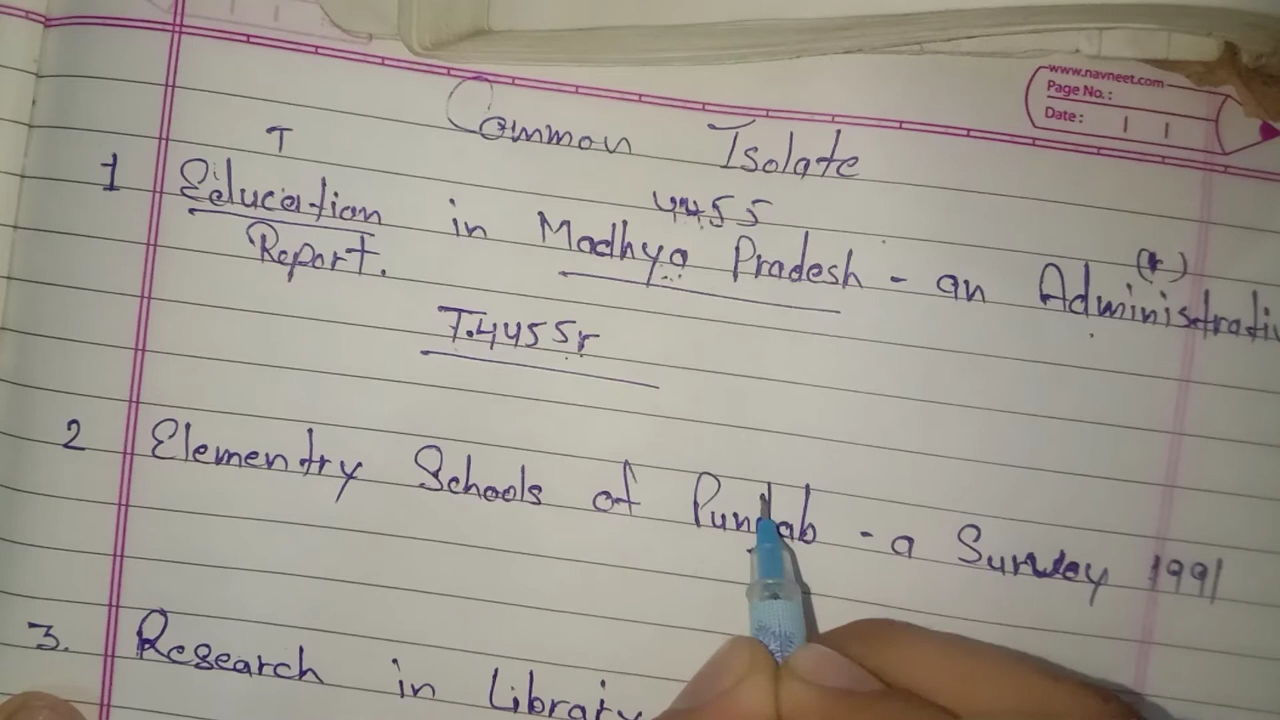 www.navneet.com
Page No.:
Date:
Common Isolate
T 4455 (r)
1 Education in Madhya Pradesh - an Administrati
Report.
T.4455r
2 Elementry Schools of Punjab - a Survey 1991
3. Research in Library